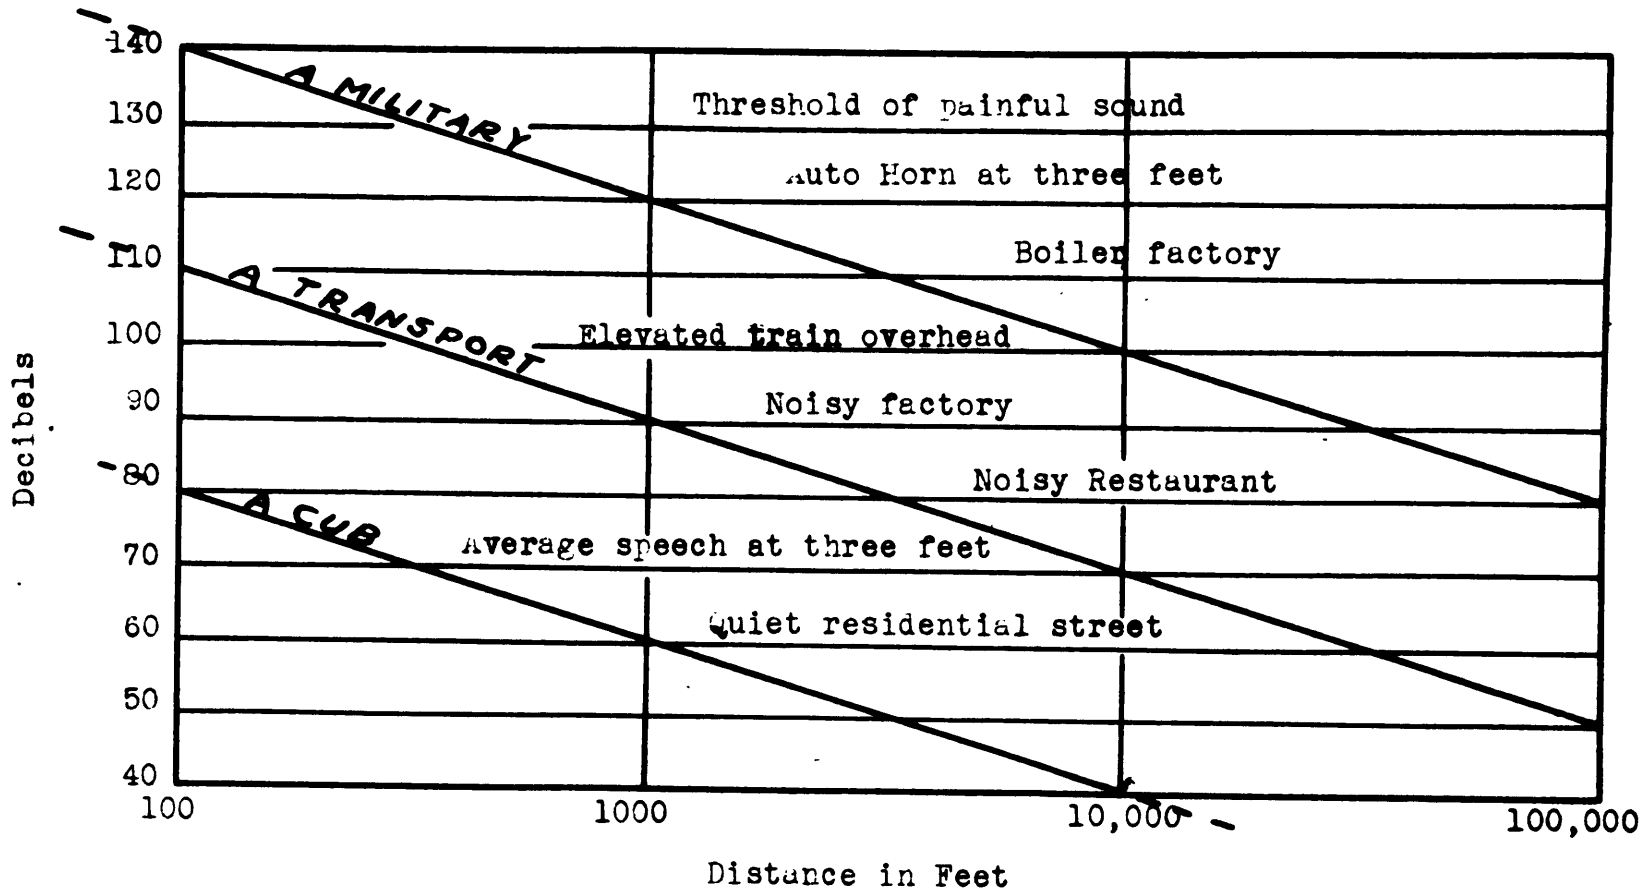 140
A MILITARY
130
Threshold of painful sound
120
Auto Horn at three feet
110
Boiler factory
A TRANSPORT
100
Elevated train overhead
90
Noisy factory
80
Noisy Restaurant
A CUB
70
Average speech at three feet
60
Quiet residential street
50
40
Decibels
100 1000 10,000 100,000
Distance in Feet